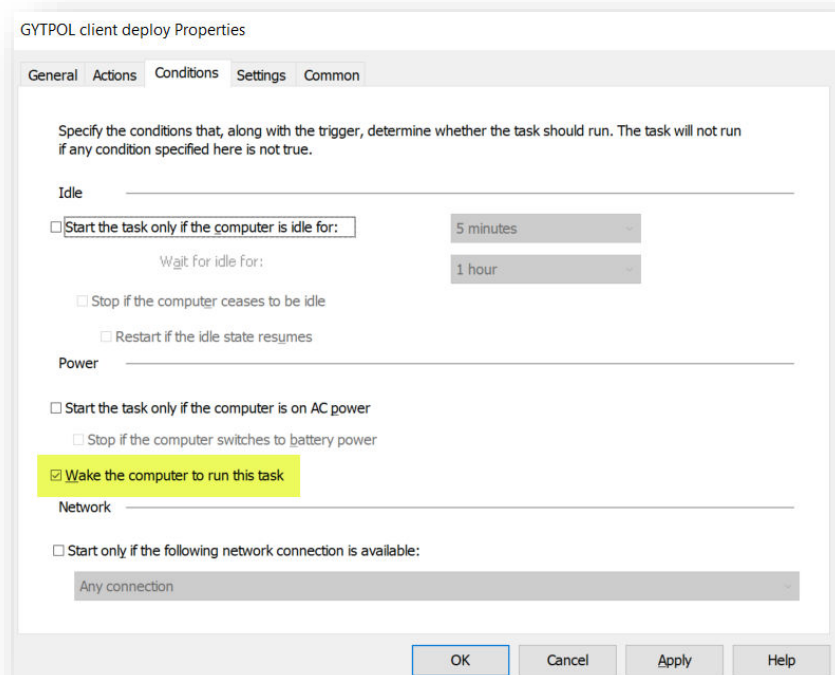 GYTPOL client deploy Properties
General Actions Conditions Settings Common
Specify the conditions that, along with the trigger, determine whether the task should run. The task will not run
if any condition specified here is not true.
Idle
Start the task only if the computer is idle for: 5 minutes
Wait for idle for: 1 hour
Stop if the computer ceases to be idle
Restart if the idle state resumes
Power
Start the task only if the computer is on AC power
Stop if the computer switches to battery power
Wake the computer to run this task
Network
Start only if the following network connection is available:
Any connection
OK Cancel Apply Help